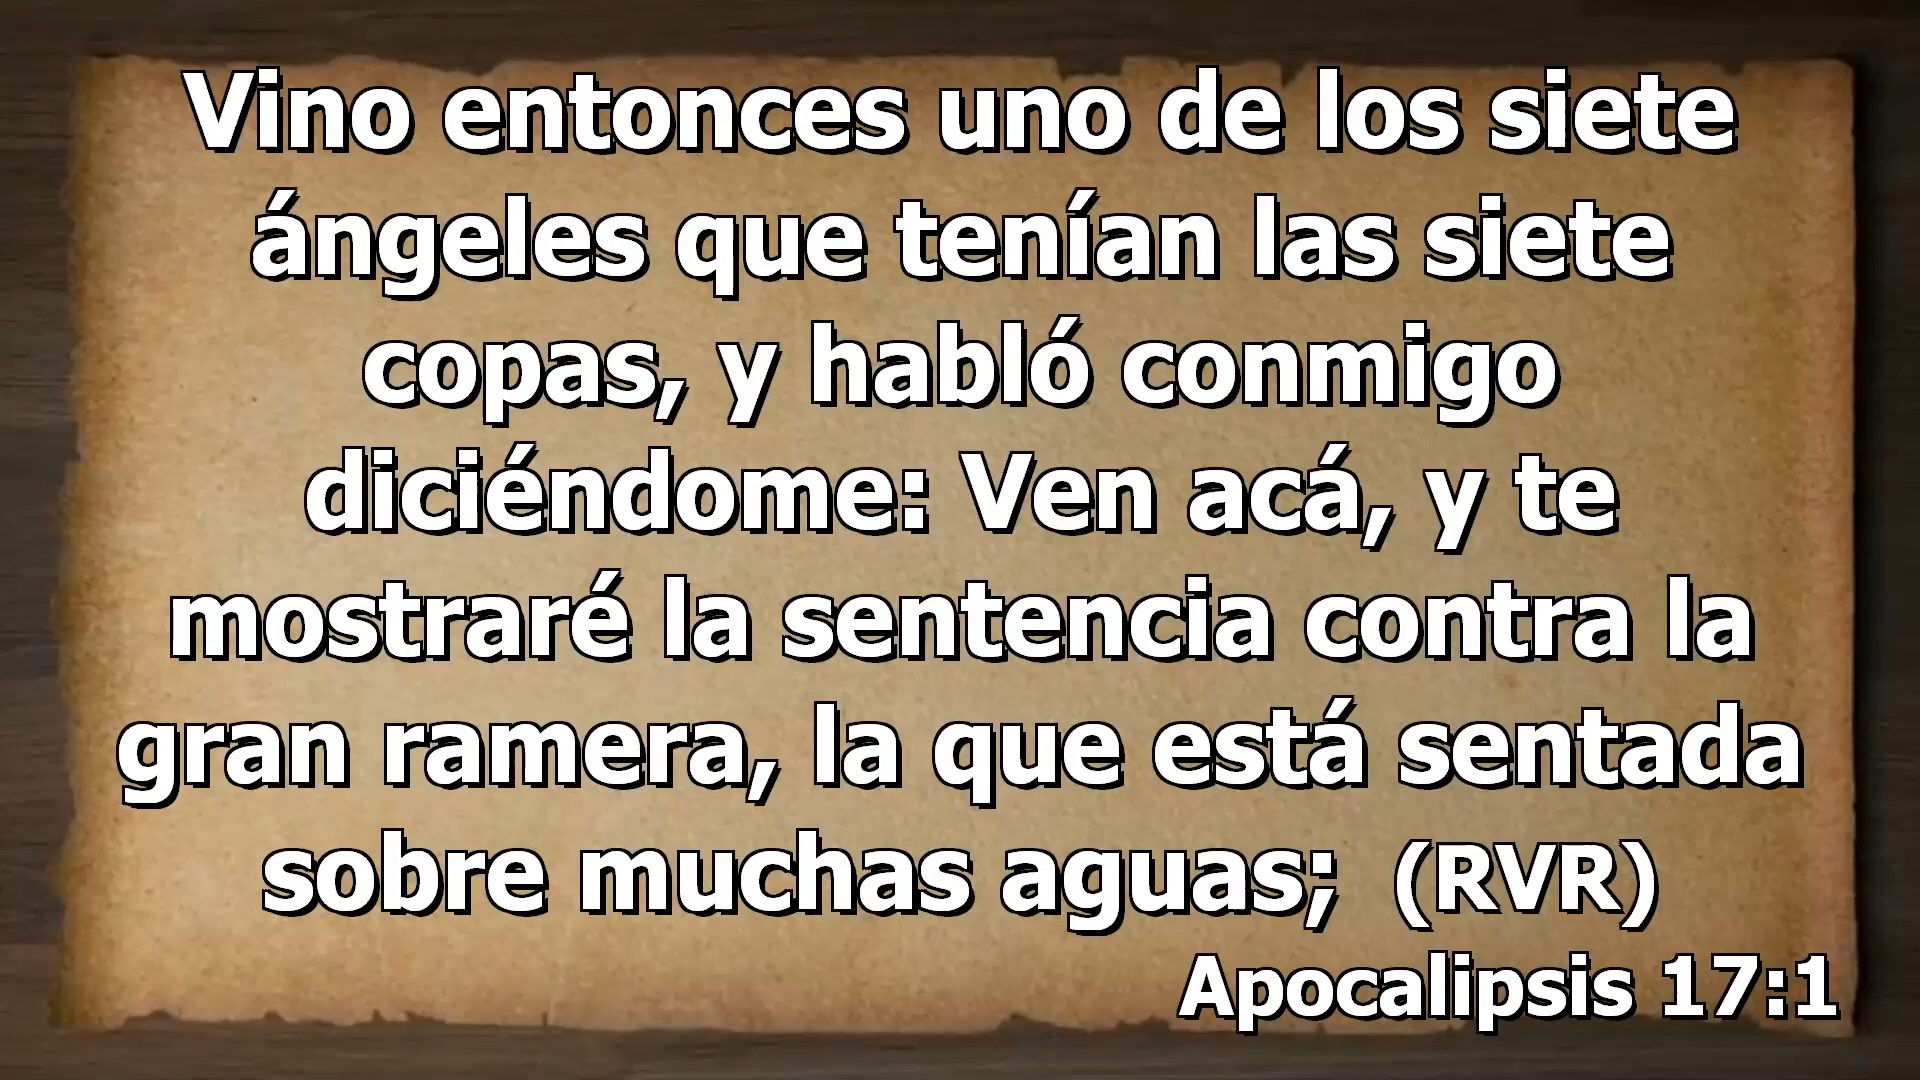 Vino entonces uno de los siete
ángeles que tenían las siete
copas, y habló conmigo
diciéndome: Ven acá, y te
mostraré la sentencia contra la
gran ramera, la que está sentada
sobre muchas aguas; (RVR)
Apocalipsis 17:1